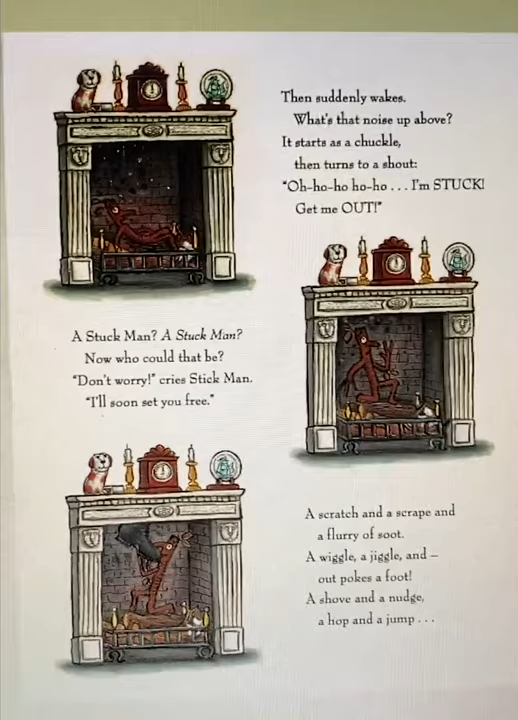 Then suddenly wakes.
What's that noise up above?
It starts as a chuckle,
then turns to a shout:
"Oh-ho-ho ho-ho . . . I'm STUCK!
Get me OUT!"
A Stuck Man? A Stuck Man?
Now who could that be?
"Don't worry!" cries Stick Man.
"I'll soon set you free."
A scratch and a scrape and
a flurry of soot.
A wiggle, a jiggle, and –
out pokes a foot!
A shove and a nudge,
a hop and a jump . . .